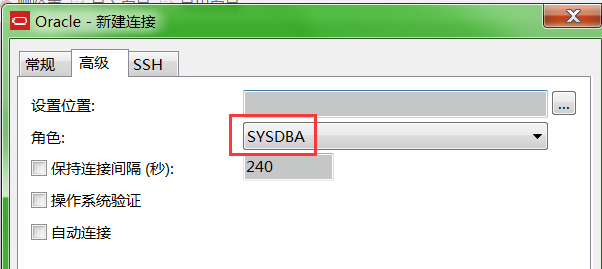 Oracle - 新建连接
常规 高级 SSH
设置位置: ...
角色: SYSDBA
保持连接间隔 (秒): 240
操作系统验证
自动连接